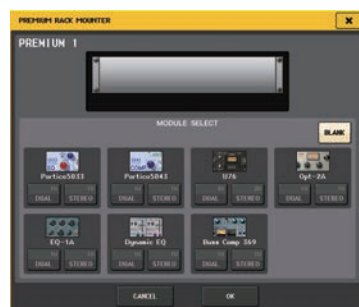 PREMIUM RACK MOUNTER
PREMIUM 1
MODULE SELECT
BLANK
Portico5033
Portico5043
U76
Opt-2A
DUAL STEREO
DUAL STEREO
DUAL STEREO
DUAL STEREO
EQ-1A
Dynamic EQ
Buss Comp 369
DUAL STEREO
DUAL STEREO
DUAL STEREO
CANCEL
OK